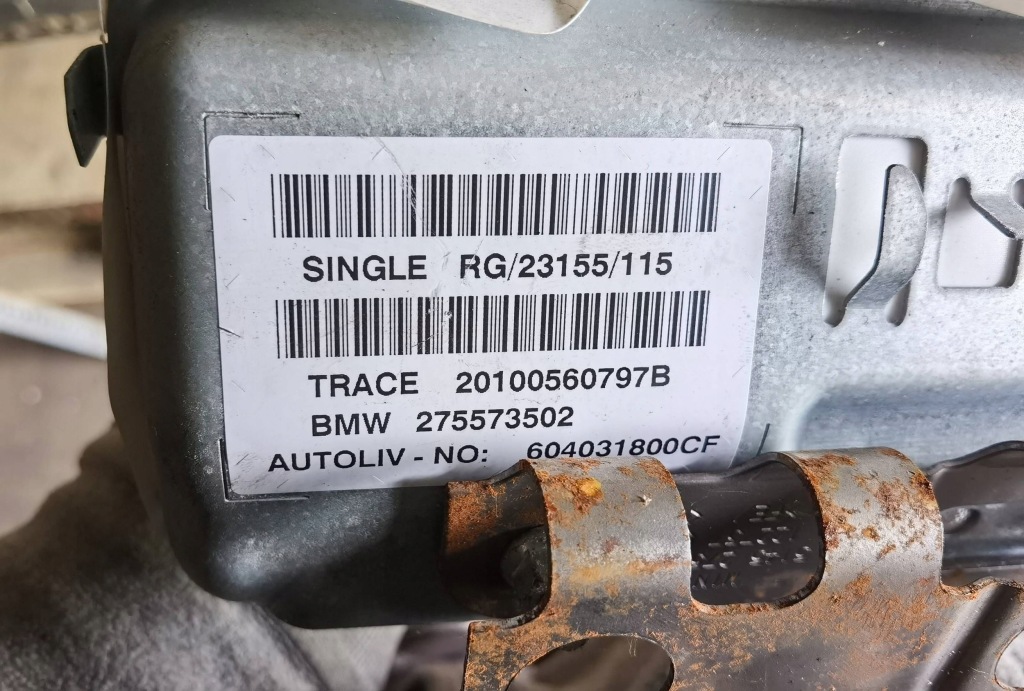 SINGLE RG/23155/115
TRACE 20100560797B
BMW 275573502
AUTOLIV - NO: 604031800CF